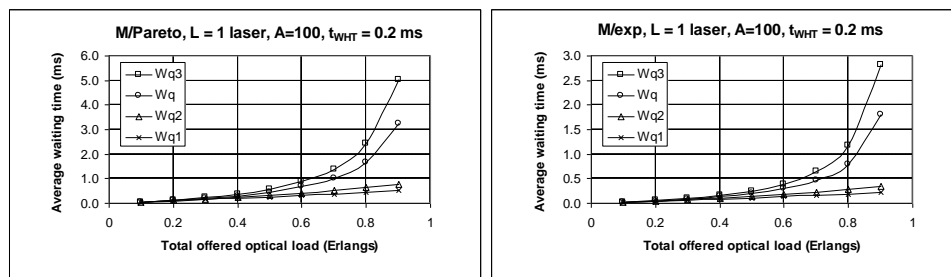 M/Pareto, L = 1 laser, A=100, tWHT = 0.2 ms
Average waiting time (ms)
6.0
5.0
4.0
3.0
2.0
1.0
0.0
Wq3
Wq
Wq2
Wq1
0
0.2
0.4
0.6
0.8
1
Total offered optical load (Erlangs)
M/exp, L = 1 laser, A=100, tWHT = 0.2 ms
Average waiting time (ms)
3.0
2.5
2.0
1.5
1.0
0.5
0.0
Wq3
Wq
Wq2
Wq1
0
0.2
0.4
0.6
0.8
1
Total offered optical load (Erlangs)